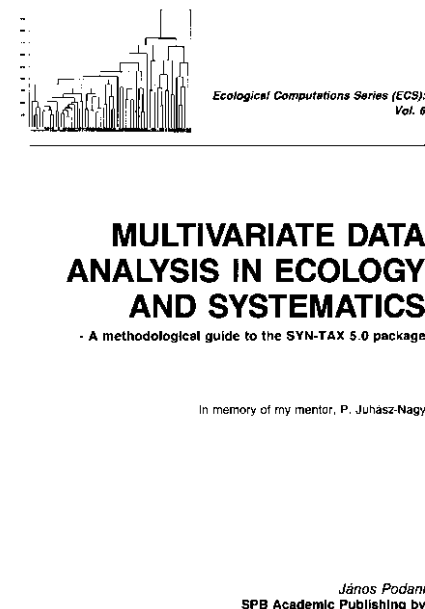 Ecological Computations Series (ECS):
Vol. 6
MULTIVARIATE DATA
ANALYSIS IN ECOLOGY
AND SYSTEMATICS
- A methodological guide to the SYN-TAX 5.0 package
In memory of my mentor, P. Juhász-Nagy
János Podani
SPB Academic Publishing bv